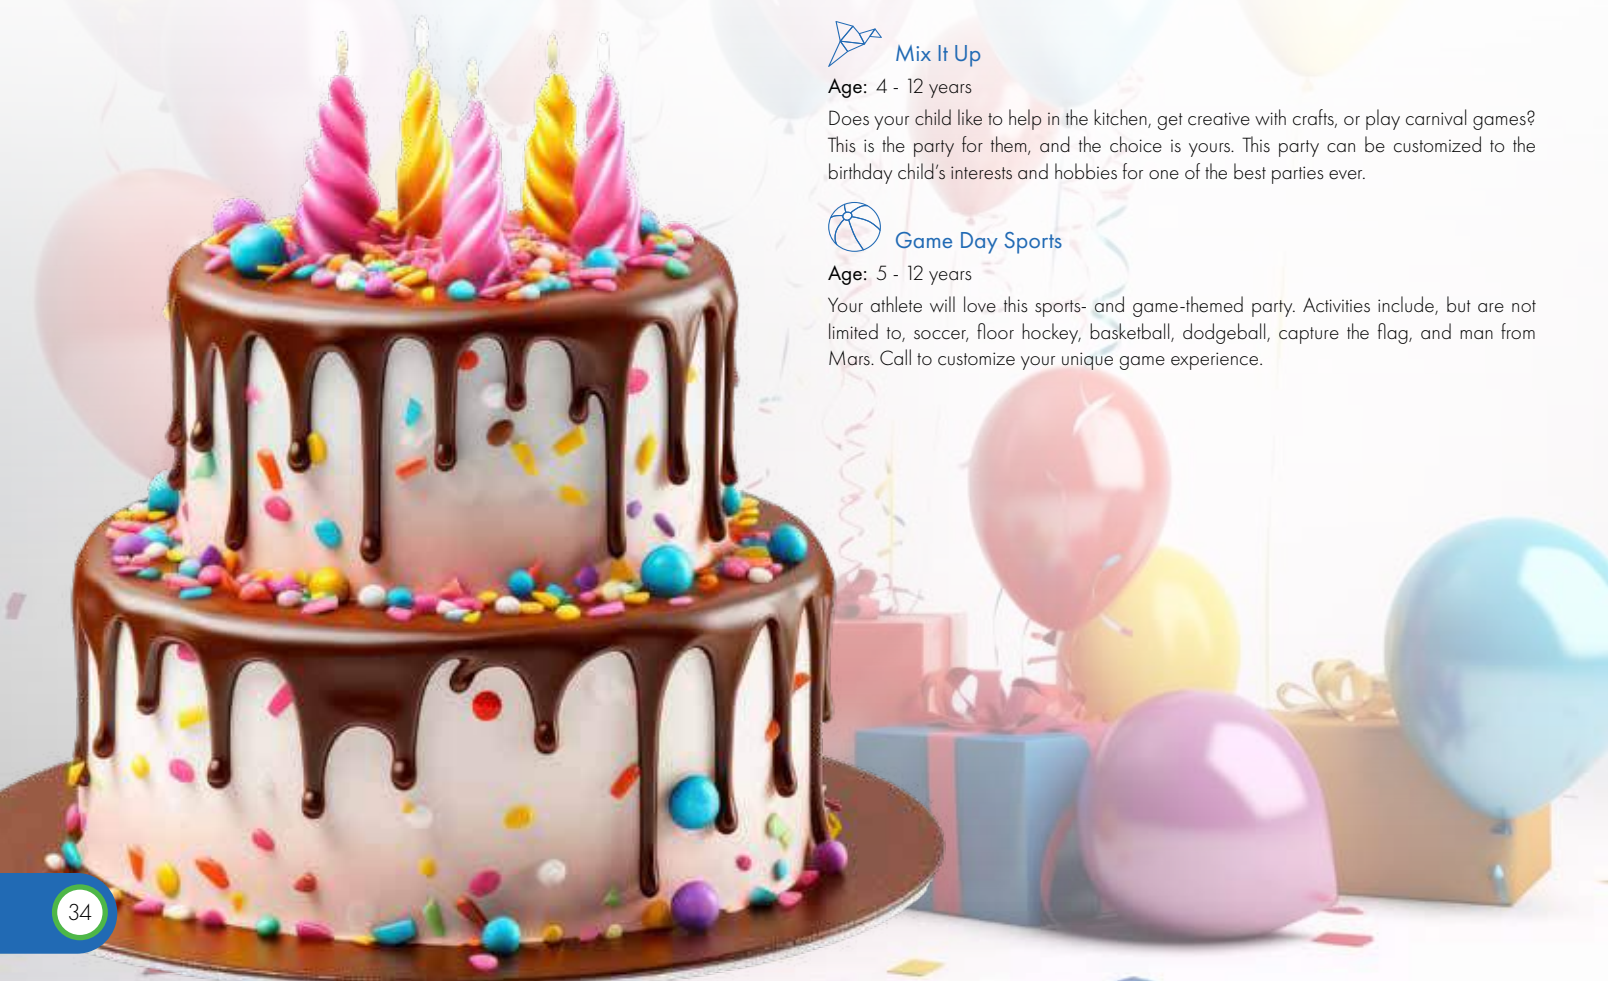 Mix It Up
Age: 4 - 12 years
Does your child like to help in the kitchen, get creative with crafts, or play carnival games?
This is the party for them, and the choice is yours. This party can be customized to the
birthday child's interests and hobbies for one of the best parties ever.
Game Day Sports
Age: 5 - 12 years
Your athlete will love this sports- and game-themed party. Activities include, but are not
limited to, soccer, floor hockey, basketball, dodgeball, capture the flag, and man from
Mars. Call to customize your unique game experience.
34